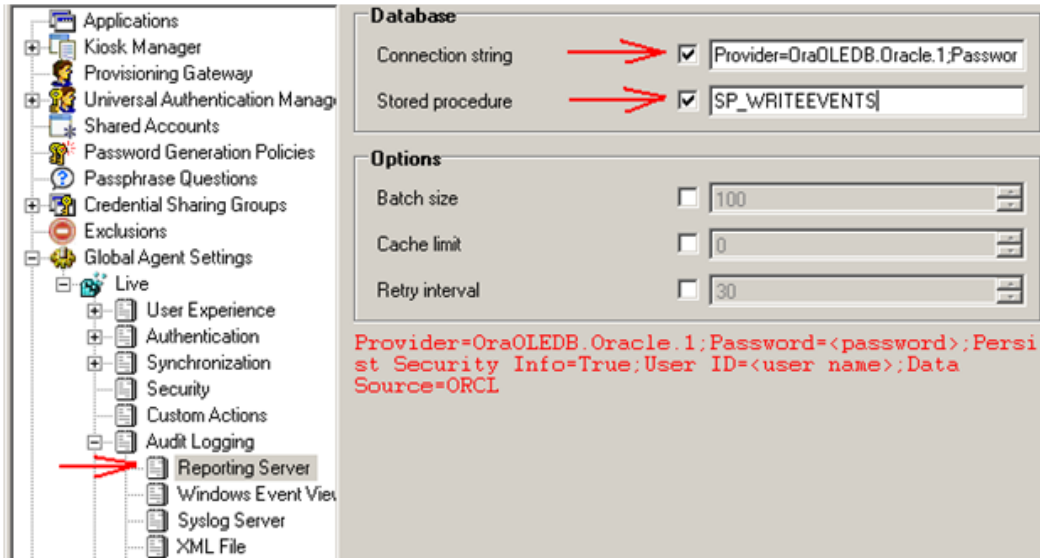 Applications
Kiosk Manager
Provisioning Gateway
Universal Authentication Manag
Shared Accounts
Password Generation Policies
Passphrase Questions
Credential Sharing Groups
Exclusions
Global Agent Settings
Live
User Experience
Authentication
Synchronization
Security
Custom Actions
Audit Logging
Reporting Server
Windows Event View
Syslog Server
XML File
Database
Connection string
Provider=OraOLEDB.Oracle.1;Passwor
Stored procedure
SP_WRITEEVENTS
Options
Batch size
100
Cache limit
0
Retry interval
30
Provider=OraOLEDB.Oracle.1;Password=<password>;Persi
st Security Info=True;User ID=<user name>;Data
Source=ORCL